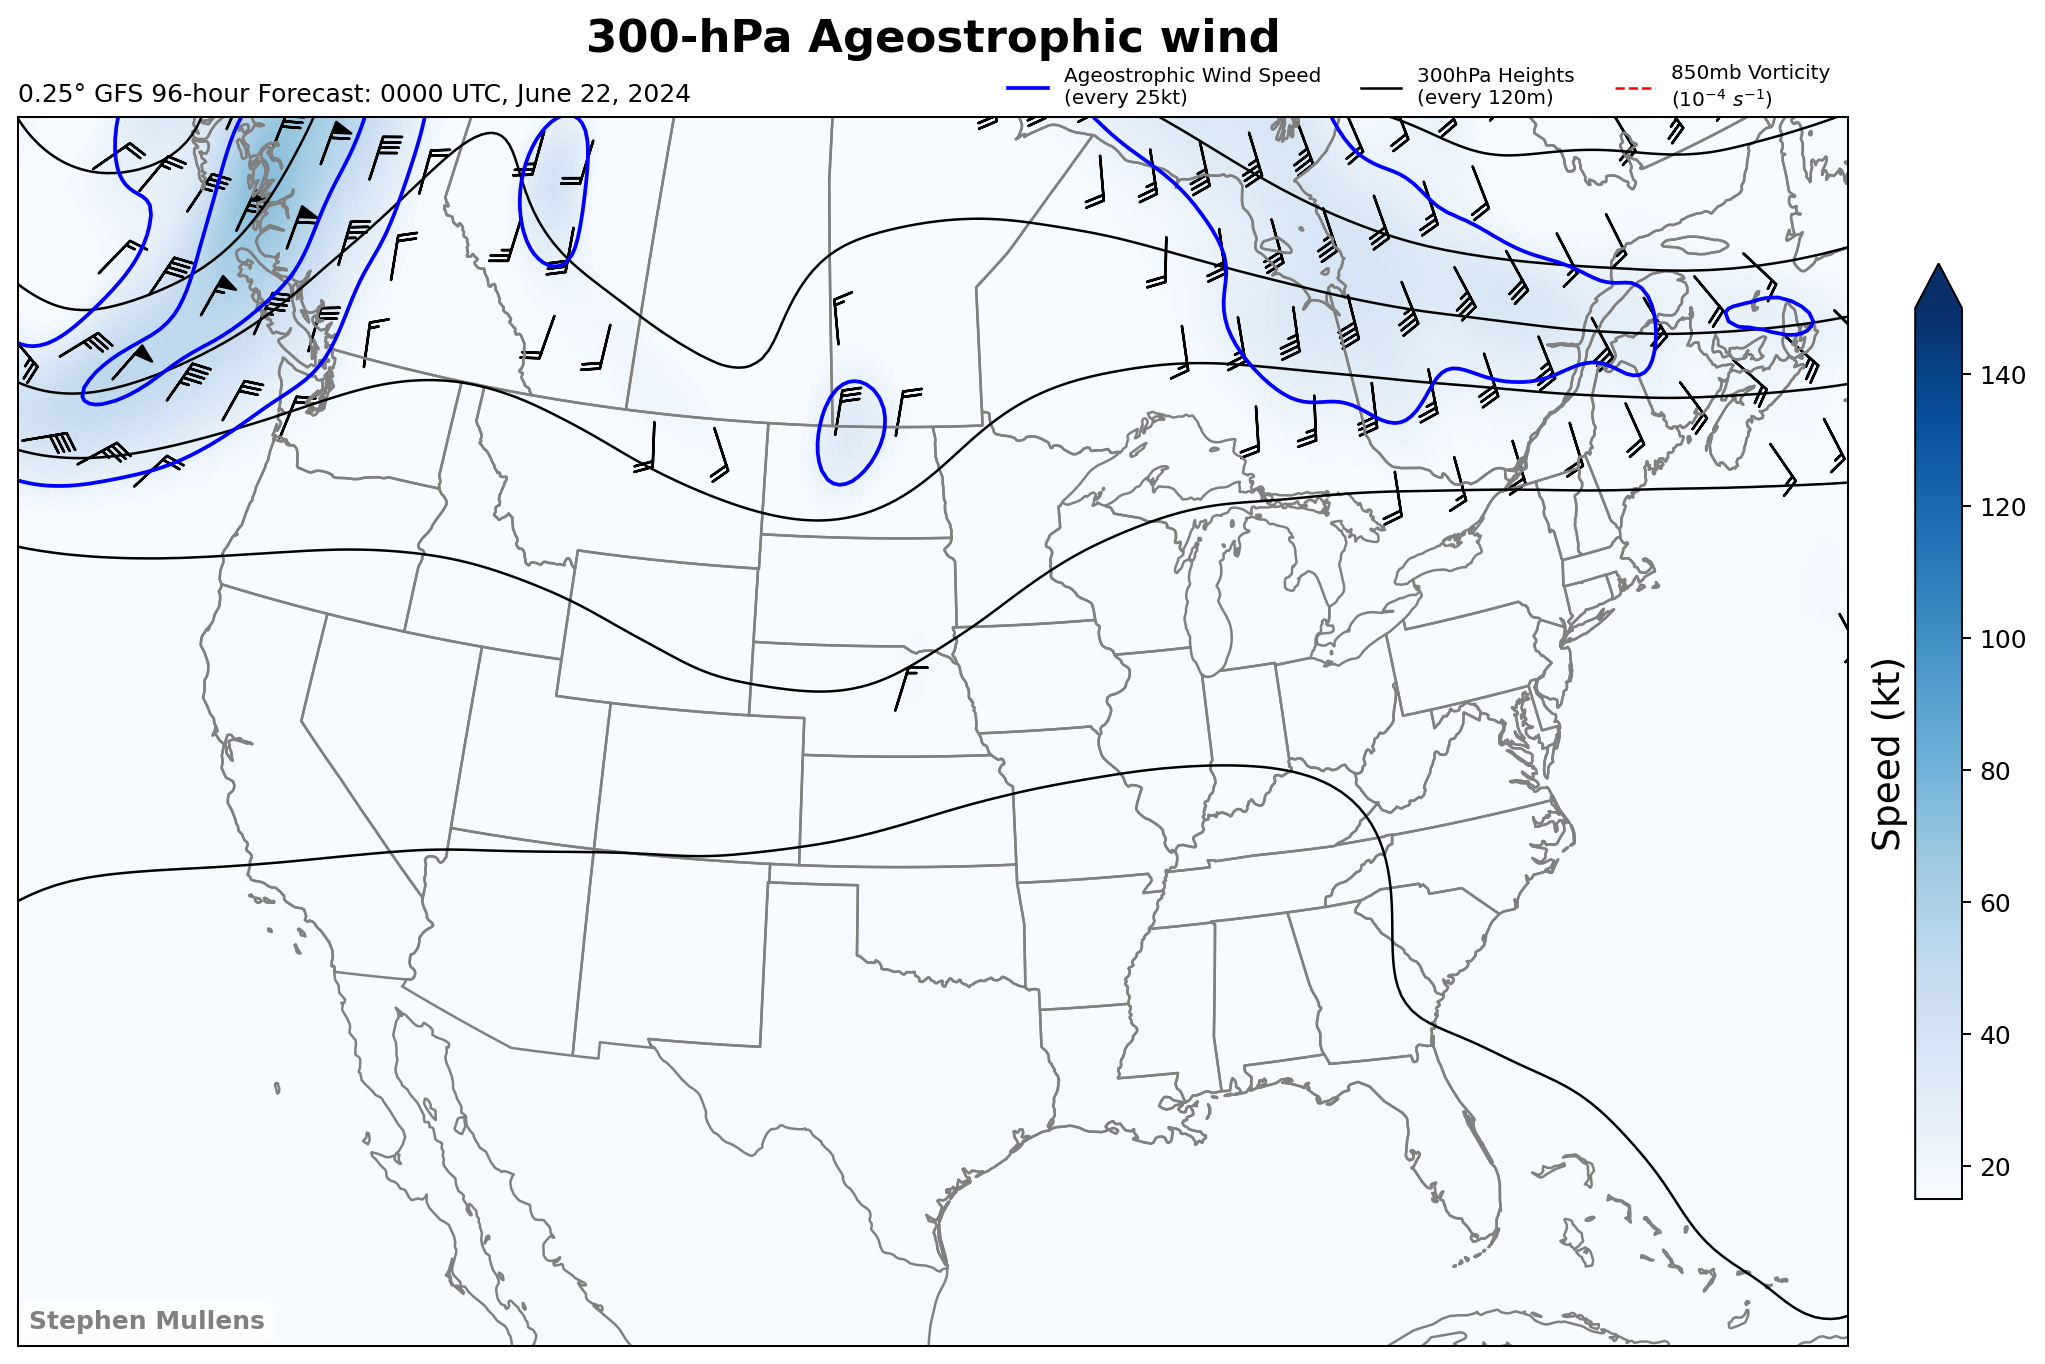 300-hPa Ageostrophic wind
0.25° GFS 96-hour Forecast: 0000 UTC, June 22, 2024
Ageostrophic Wind Speed
(every 25kt)
300hPa Heights
(every 120m)
850mb Vorticity
(10⁻⁴ s⁻¹)
140
120
100
80
60
40
20
Speed (kt)
Stephen Mullens